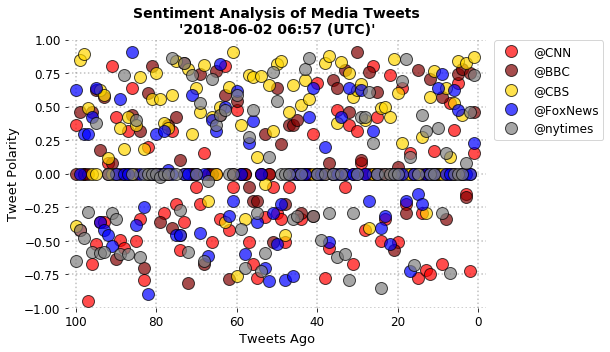 Sentiment Analysis of Media Tweets
'2018-06-02 06:57 (UTC)'
1.00
0.75
0.50
0.25
0.00
−0.25
−0.50
−0.75
−1.00
Tweet Polarity
100
80
60
40
20
0
Tweets Ago
@CNN
@BBC
@CBS
@FoxNews
@nytimes